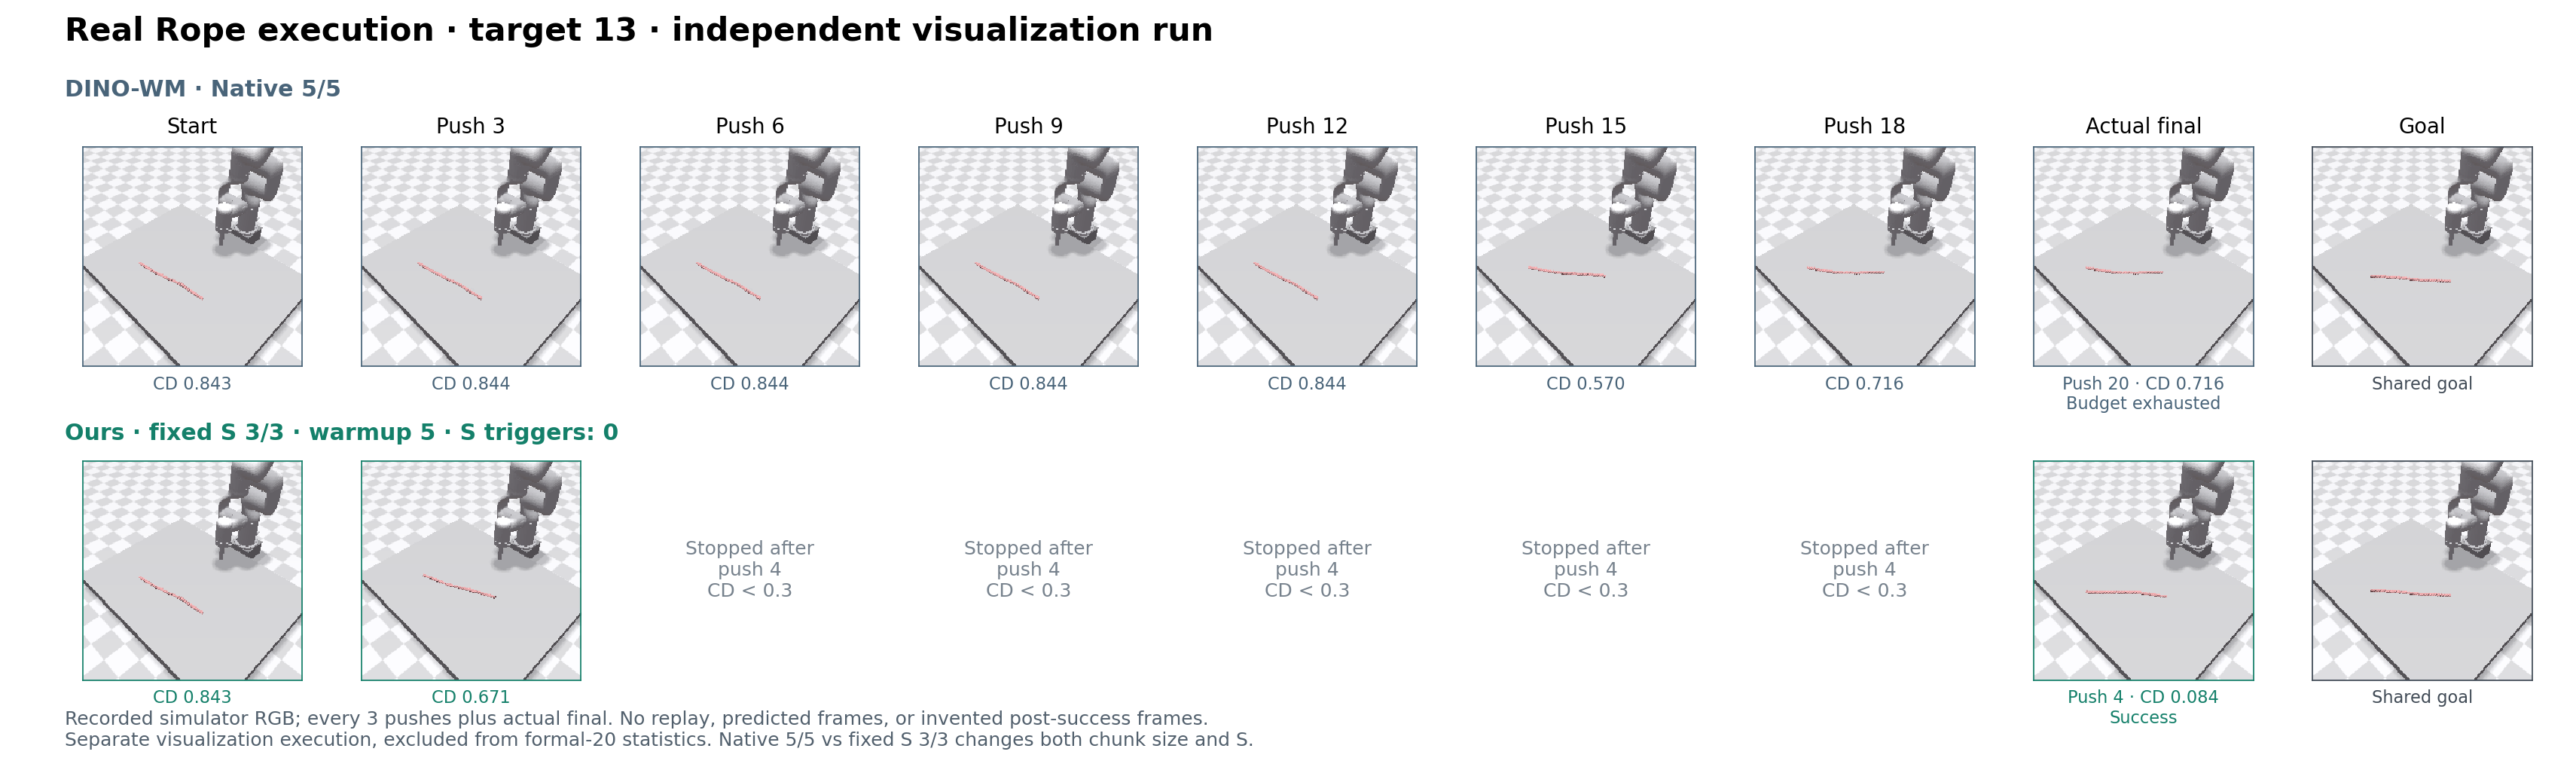 Real Rope execution · target 13 · independent visualization run
DINO-WM · Native 5/5
Start
Push 3
Push 6
Push 9
Push 12
Push 15
Push 18
Actual final
Goal
CD 0.843
CD 0.844
CD 0.844
CD 0.844
CD 0.844
CD 0.570
CD 0.716
Push 20 · CD 0.716
Budget exhausted
Shared goal
Ours · fixed S 3/3 · warmup 5 · S triggers: 0
Stopped after
push 4
CD < 0.3
Stopped after
push 4
CD < 0.3
Stopped after
push 4
CD < 0.3
Stopped after
push 4
CD < 0.3
Stopped after
push 4
CD < 0.3
CD 0.843
CD 0.671
Push 4 · CD 0.084
Success
Shared goal
Recorded simulator RGB; every 3 pushes plus actual final. No replay, predicted frames, or invented post-success frames.
Separate visualization execution, excluded from formal-20 statistics. Native 5/5 vs fixed S 3/3 changes both chunk size and S.